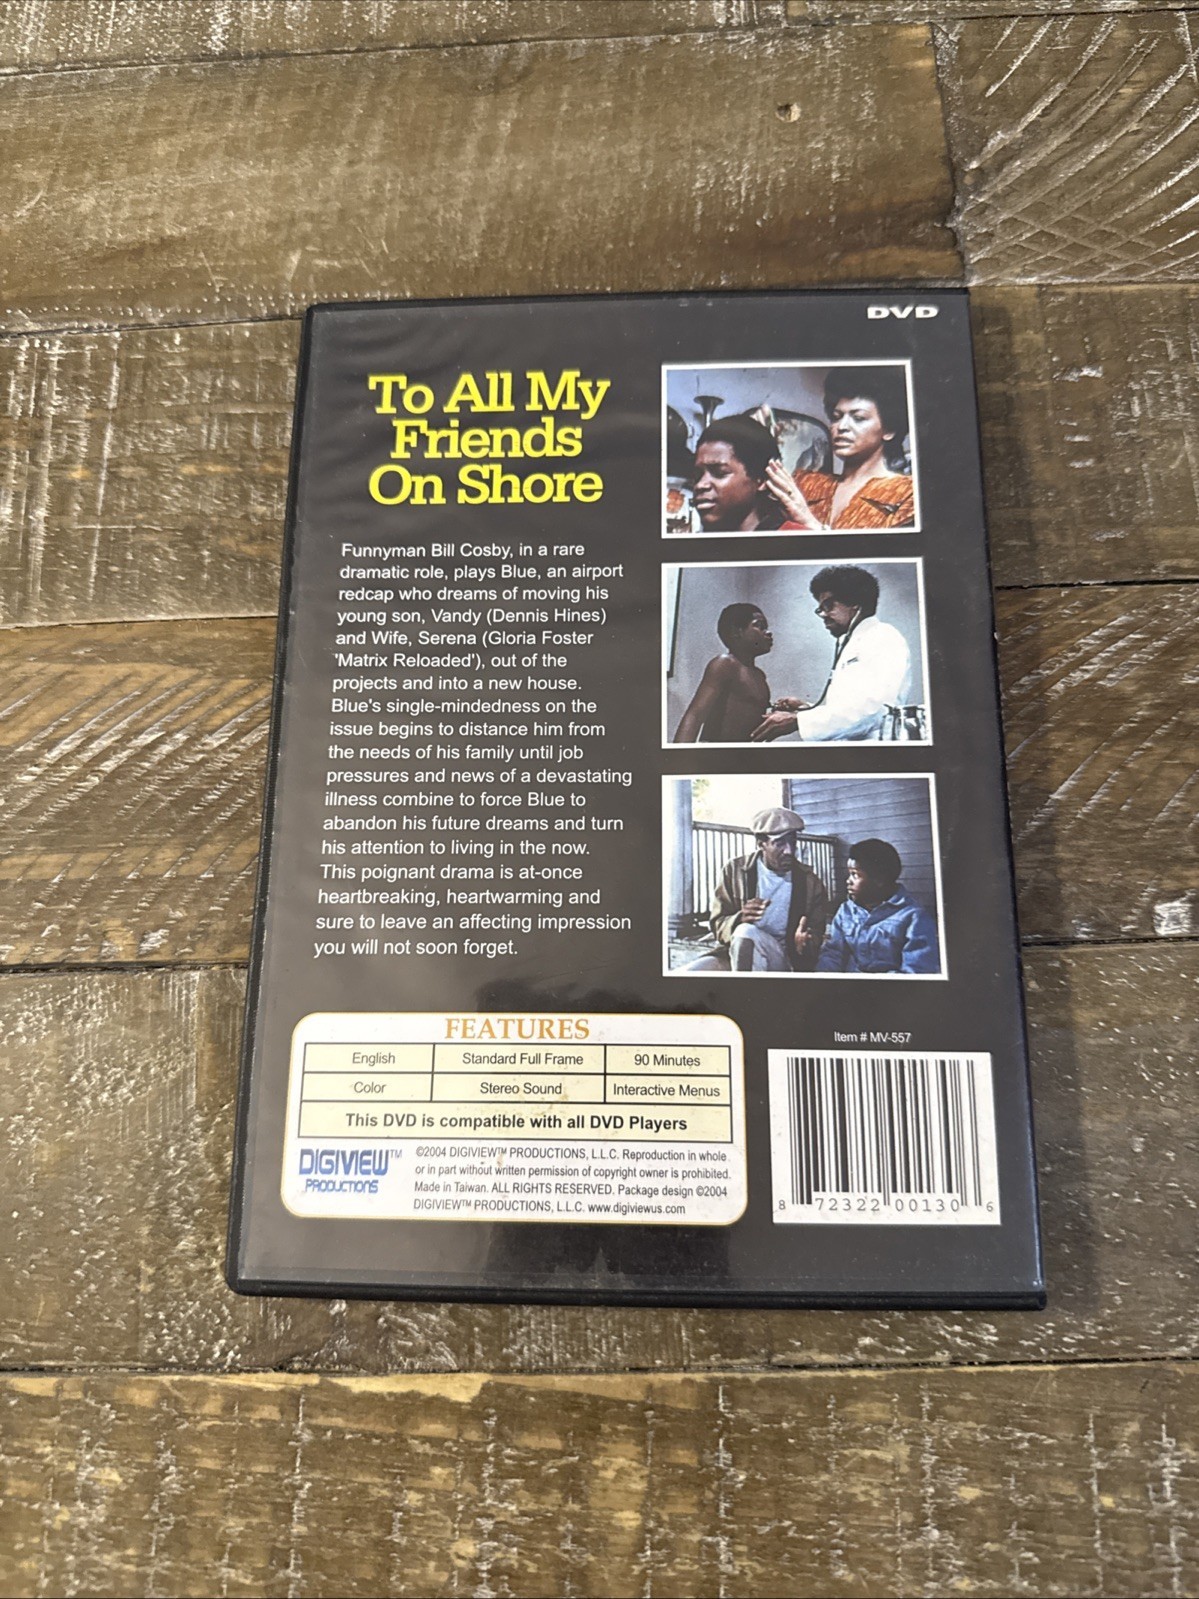 DVD
To All My
Friends
On Shore
Funnyman Bill Cosby, in a rare
dramatic role, plays Blue, an airport
redcap who dreams of moving his
young son, Vandy (Dennis Hines)
and Wife, Serena (Gloria Foster
'Matrix Reloaded'), out of the
projects and into a new house.
Blue's single-mindedness on the
issue begins to distance him from
the needs of his family until job
pressures and news of a devastating
illness combine to force Blue to
abandon his future dreams and turn
his attention to living in the now.
This poignant drama is at-once
heartbreaking, heartwarming and
sure to leave an affecting impression
you will not soon forget.
FEATURES
English Standard Full Frame 90 Minutes
Color Stereo Sound Interactive Menus
This DVD is compatible with all DVD Players
DIGIVIEW™
PRODUCTIONS
©2004 DIGIVIEW™ PRODUCTIONS, L.L.C. Reproduction in whole
or in part without written permission of copyright owner is prohibited.
Made in Taiwan. ALL RIGHTS RESERVED. Package design ©2004
DIGIVIEW™ PRODUCTIONS, L.L.C. www.digiviewus.com
Item # MV-557
8 72322 00130 6